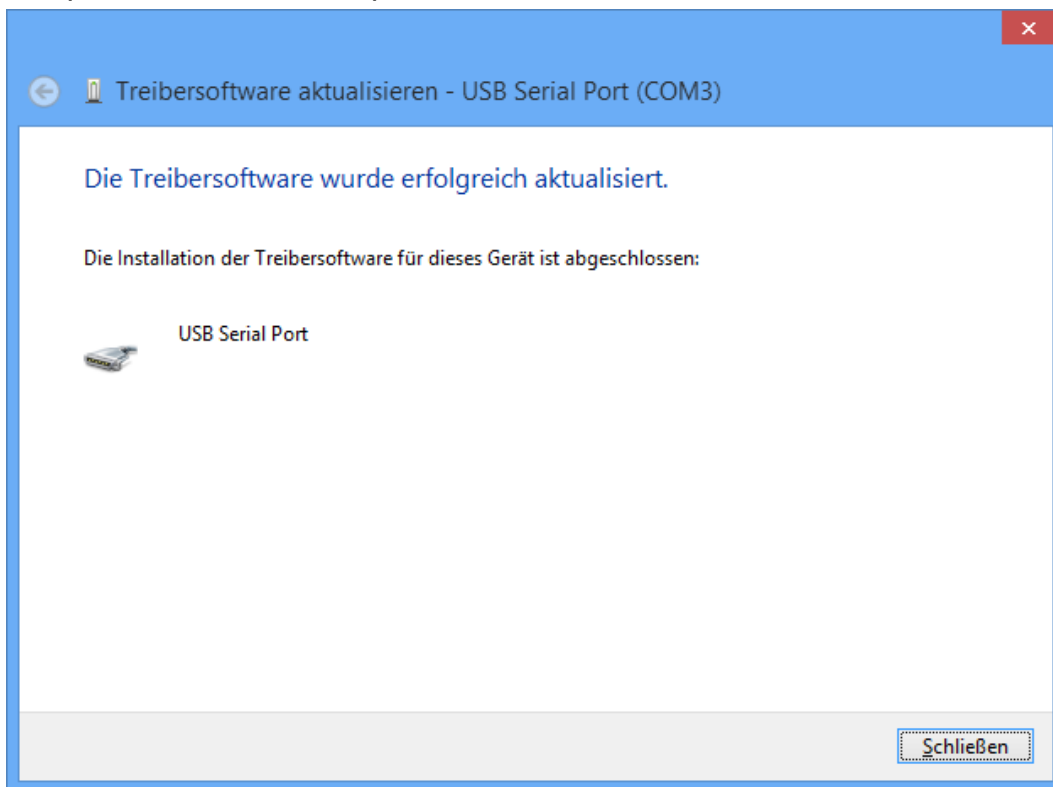 Treibersoftware aktualisieren - USB Serial Port (COM3)
Die Treibersoftware wurde erfolgreich aktualisiert.
Die Installation der Treibersoftware für dieses Gerät ist abgeschlossen:
USB Serial Port
Schließen